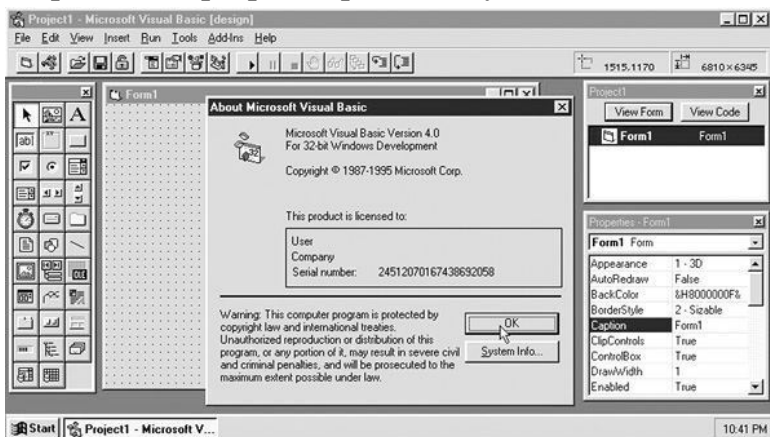 Project1 - Microsoft Visual Basic [design]
File Edit View Insert Run Tools Add-Ins Help
1515,1170 6810×6345
Form1
Project1
View Form View Code
Form1 Form1
A
ab|
OLE
About Microsoft Visual Basic
32
Microsoft Visual Basic Version 4.0
For 32-bit Windows Development
Copyright © 1987-1995 Microsoft Corp.
This product is licensed to:
User
Company
Serial number: 24512070167438692058
Warning: This computer program is protected by
copyright law and international treaties.
Unauthorized reproduction or distribution of this
program, or any portion of it, may result in severe civil
and criminal penalties, and will be prosecuted to the
maximum extent possible under law.
OK
System Info...
Properties - Form1
Form1 Form
Appearance 1 - 3D
AutoRedraw False
BackColor &H8000000F&
BorderStyle 2 - Sizable
Caption Form1
ClipControls True
ControlBox True
DrawWidth 1
Enabled True
Start Project1 - Microsoft V... 10:41 PM